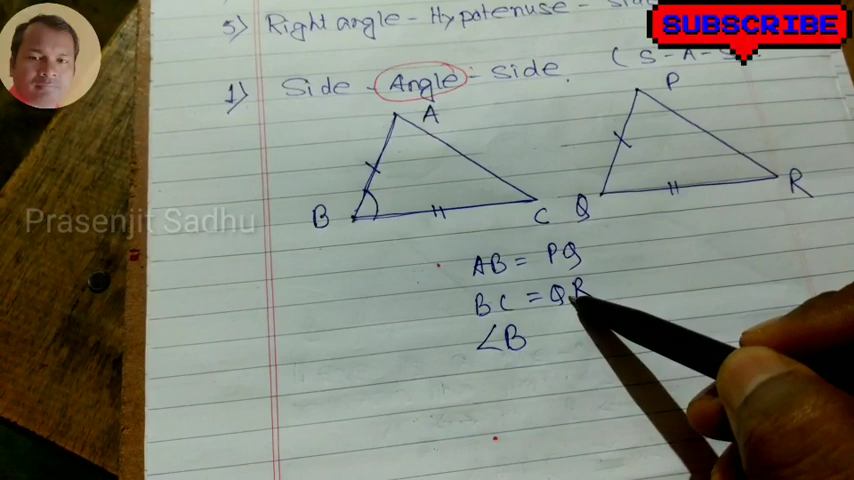 5) Right angle - Hypotenuse -
SUBSCRIBE
1) Side - Angle - Side. (S - A - S).
A
P
B
C
Q
R
Prasenjit Sadhu
AB = PQ
BC = QR
∠B